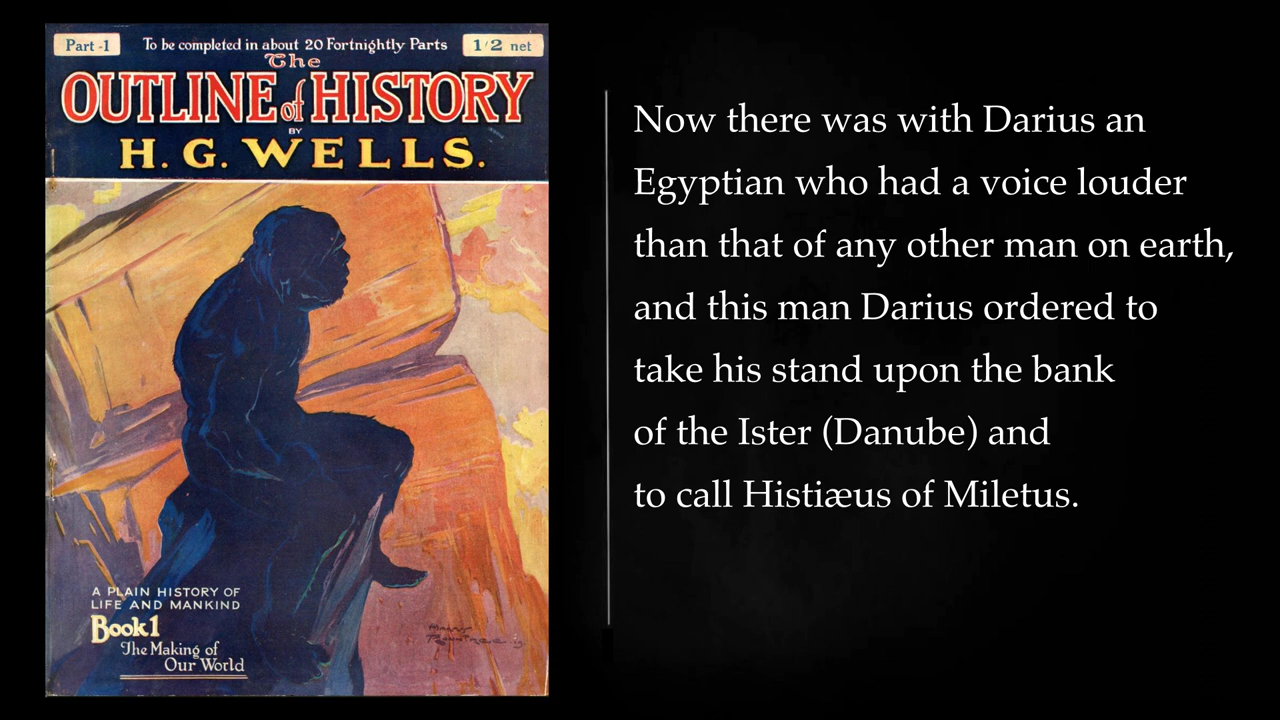 Part -1
To be completed in about 20 Fortnightly Parts
1/2 net
The
OUTLINE of HISTORY
BY
H. G. WELLS.
A PLAIN HISTORY OF
LIFE AND MANKIND
Book 1
The Making of
Our World
Now there was with Darius an
Egyptian who had a voice louder
than that of any other man on earth,
and this man Darius ordered to
take his stand upon the bank
of the Ister (Danube) and
to call Histiæus of Miletus.